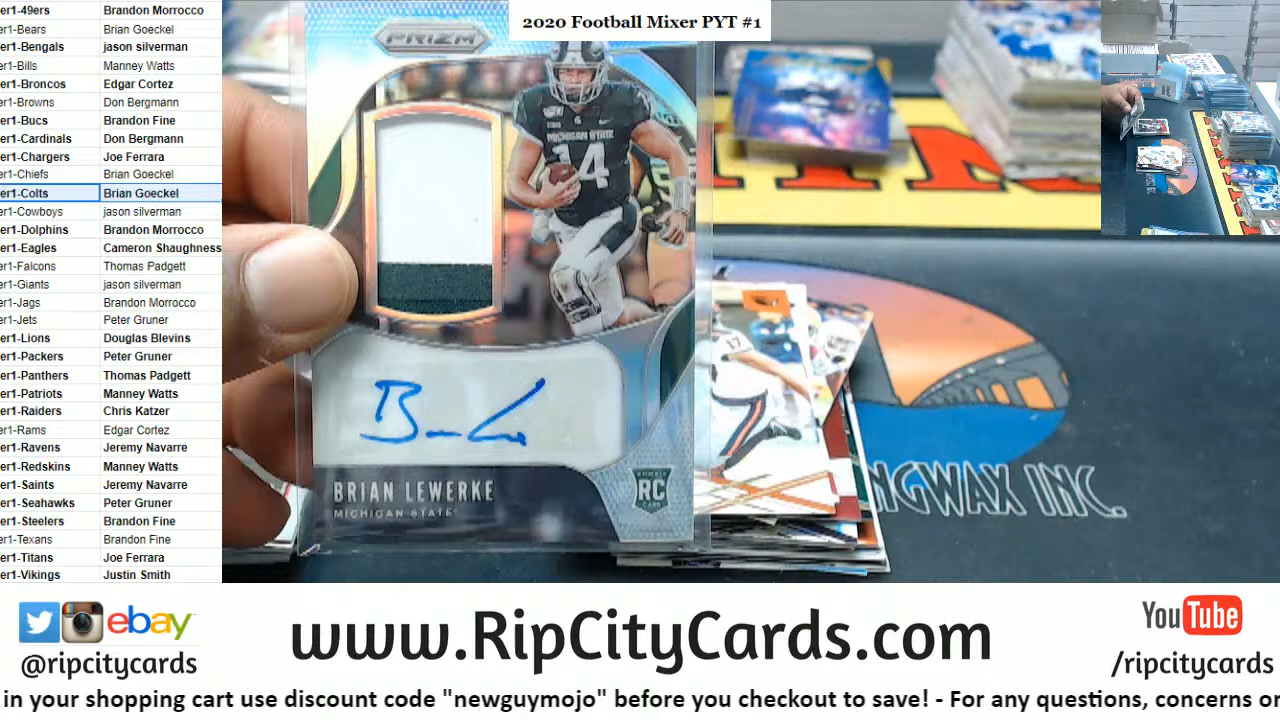 2020 Football Mixer PYT #1
er1-49ers Brandon Morrocco
er1-Bears Brian Goeckel
er1-Bengals jason silverman
er1-Bills Manney Watts
er1-Broncos Edgar Cortez
er1-Browns Don Bergmann
er1-Bucs Brandon Fine
er1-Cardinals Don Bergmann
er1-Chargers Joe Ferrara
er1-Chiefs Brian Goeckel
er1-Colts Brian Goeckel
er1-Cowboys jason silverman
er1-Dolphins Brandon Morrocco
er1-Eagles Cameron Shaughness
er1-Falcons Thomas Padgett
er1-Giants jason silverman
er1-Jags Brandon Morrocco
er1-Jets Peter Gruner
er1-Lions Douglas Blevins
er1-Packers Peter Gruner
er1-Panthers Thomas Padgett
er1-Patriots Manney Watts
er1-Raiders Chris Katzer
er1-Rams Edgar Cortez
er1-Ravens Jeremy Navarre
er1-Redskins Manney Watts
er1-Saints Jeremy Navarre
er1-Seahawks Peter Gruner
er1-Steelers Brandon Fine
er1-Texans Brandon Fine
er1-Titans Joe Ferrara
er1-Vikings Justin Smith
PRIZM
MICHIGAN STATE
14
BRIAN LEWERKE
MICHIGAN STATE
RC
CARD
17
NGWAX INC.
ebay
@ripcitycards
www.RipCityCards.com
YouTube
/ripcitycards
in your shopping cart use discount code "newguymojo" before you checkout to save! - For any questions, concerns or